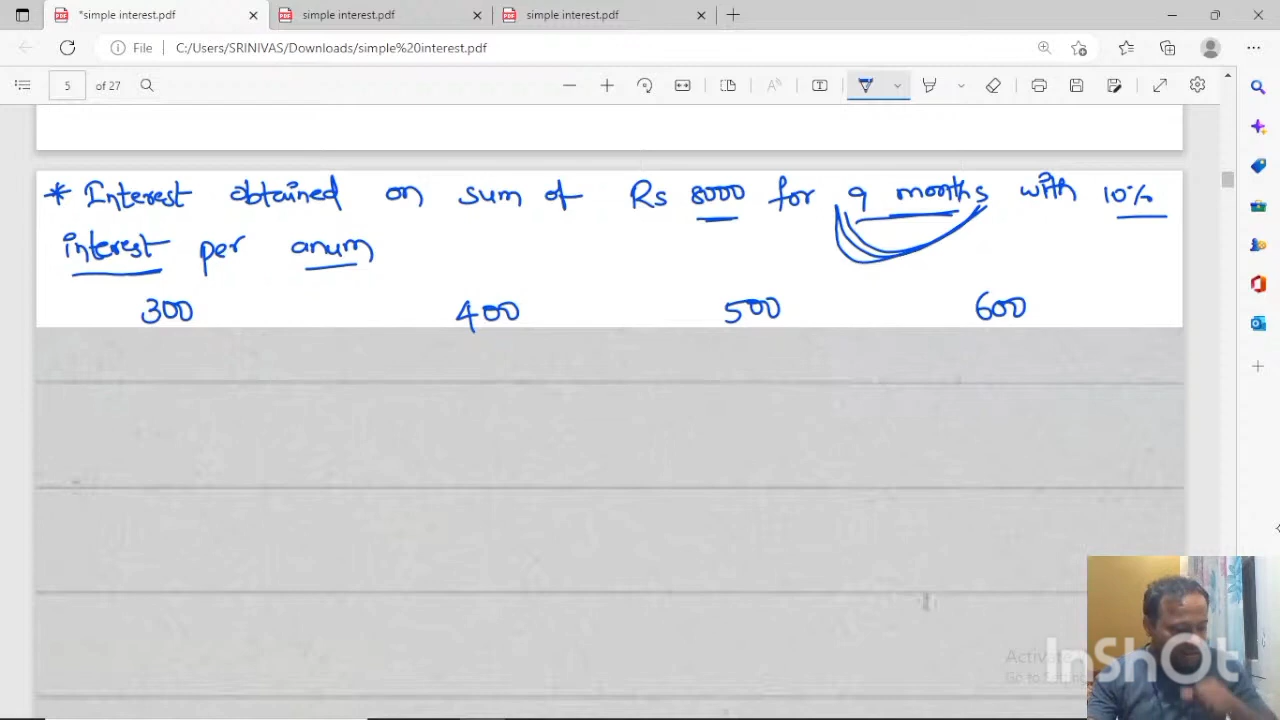 *simple interest.pdf
simple interest.pdf
simple interest.pdf
File
C:/Users/SRINIVAS/Downloads/simple%20interest.pdf
5 of 27
* Interest obtained on sum of Rs 8000 for 9 months with 10%
interest per anum
300 400 500 600
InShOt